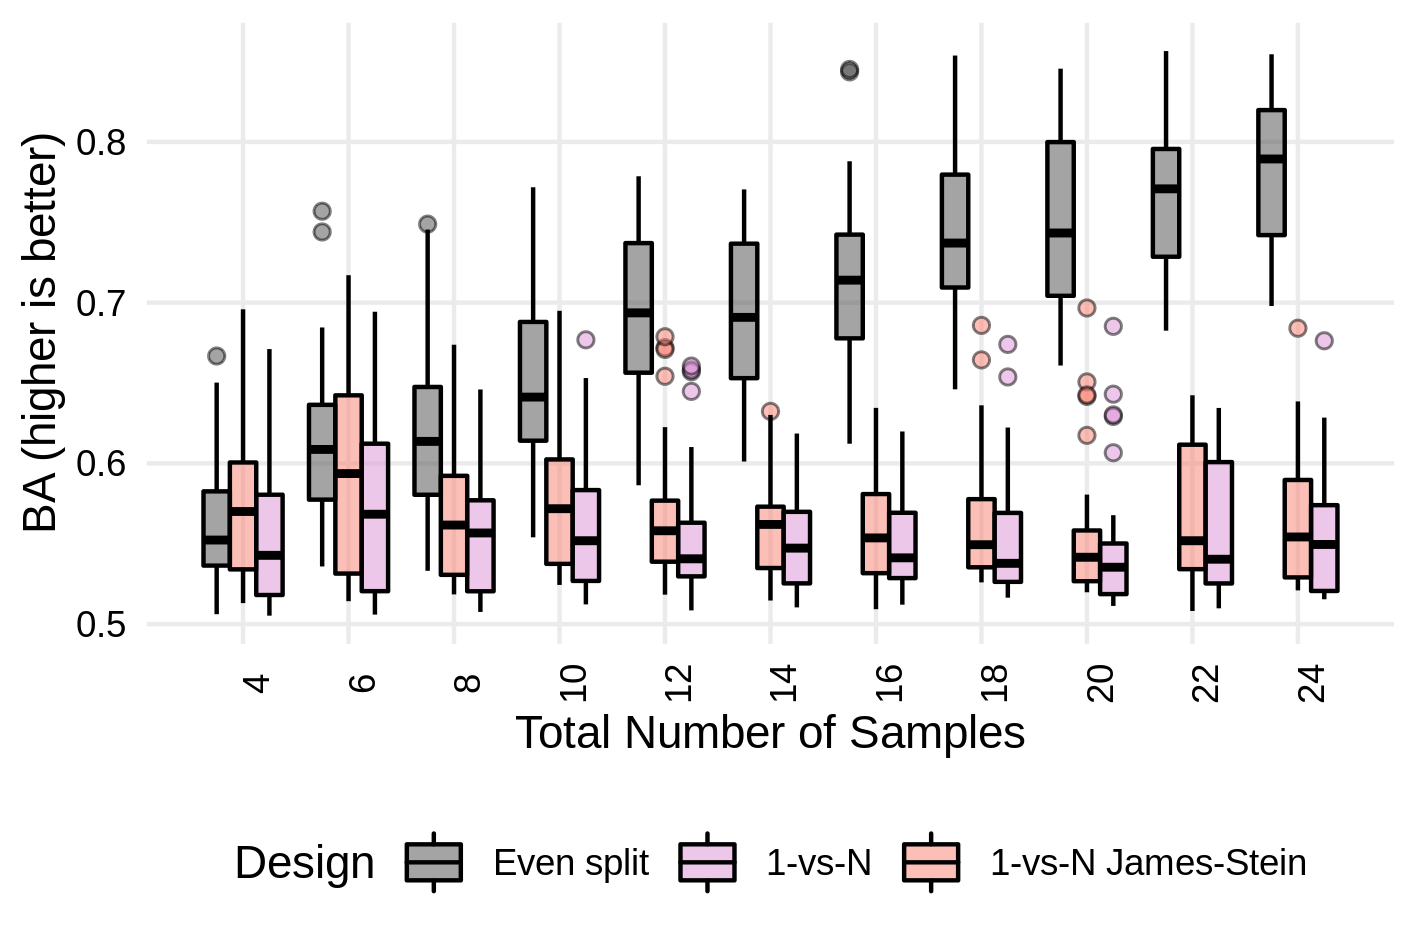 BA (higher is better)
0.8
0.7
0.6
0.5
4 6 8 10 12 14 16 18 20 22 24
Total Number of Samples
Design Even split 1-vs-N 1-vs-N James-Stein